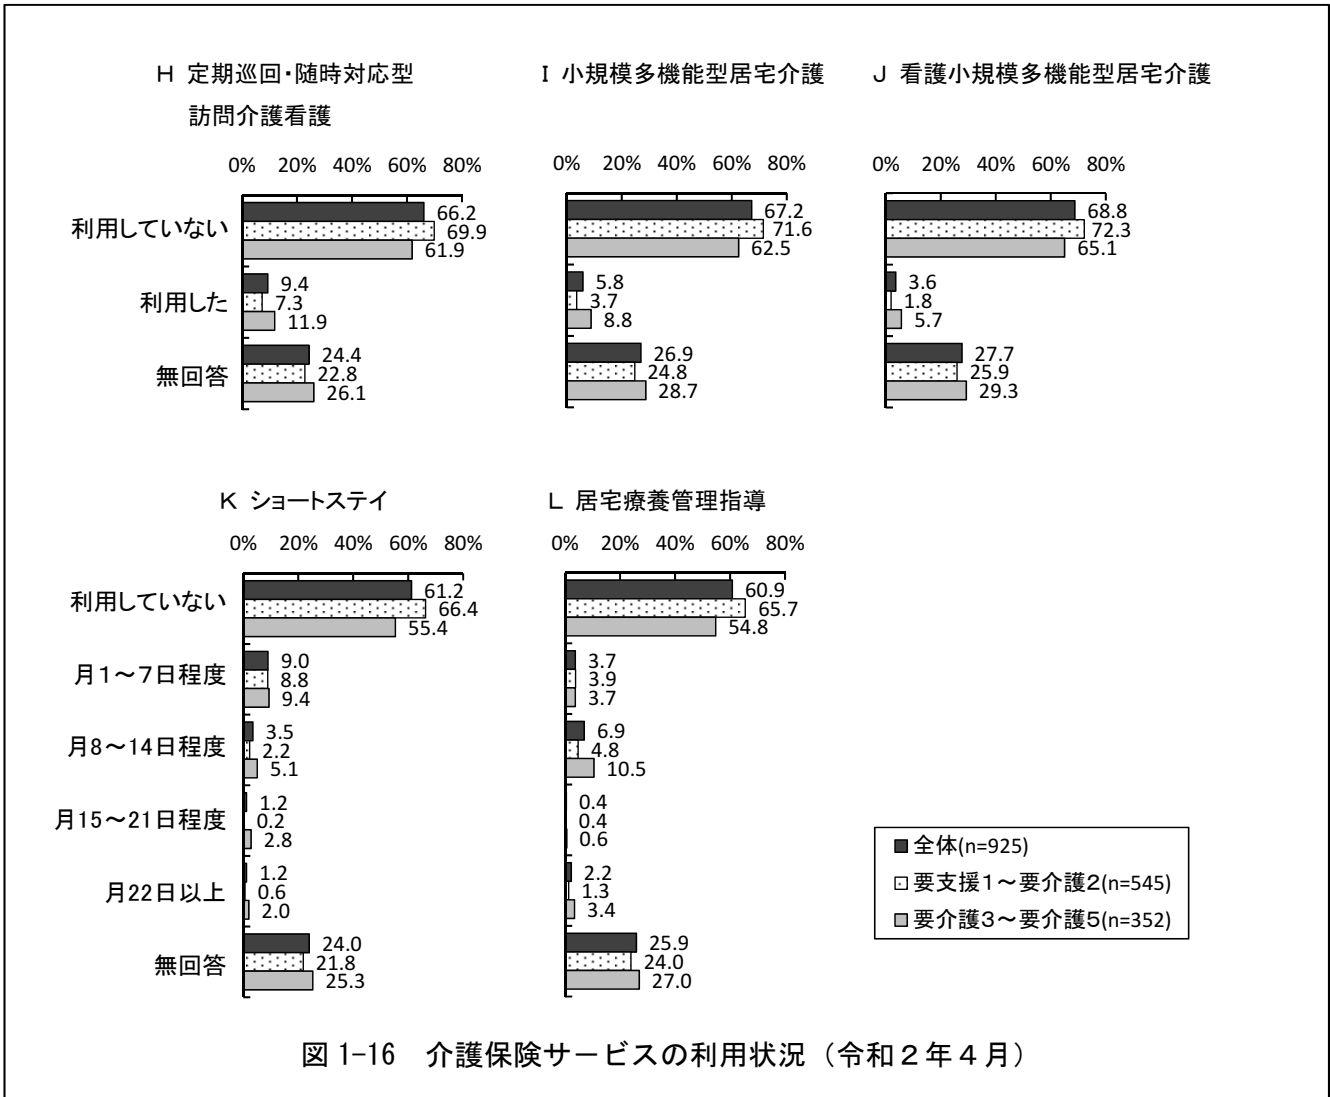 H 定期巡回・随時対応型
訪問介護看護
0% 20% 40% 60% 80%
利用していない
66.2
69.9
61.9
利用した
9.4
7.3
11.9
無回答
24.4
22.8
26.1
I 小規模多機能型居宅介護
0% 20% 40% 60% 80%
67.2
71.6
62.5
5.8
3.7
8.8
26.9
24.8
28.7
J 看護小規模多機能型居宅介護
0% 20% 40% 60% 80%
68.8
72.3
65.1
3.6
1.8
5.7
27.7
25.9
29.3
K ショートステイ
0% 20% 40% 60% 80%
利用していない
61.2
66.4
55.4
月1～7日程度
9.0
8.8
9.4
月8～14日程度
3.5
2.2
5.1
月15～21日程度
1.2
0.2
2.8
月22日以上
1.2
0.6
2.0
無回答
24.0
21.8
25.3
L 居宅療養管理指導
0% 20% 40% 60% 80%
60.9
65.7
54.8
3.7
3.9
3.7
6.9
4.8
10.5
0.4
0.4
0.6
2.2
1.3
3.4
25.9
24.0
27.0
全体(n=925)
要支援1～要介護2(n=545)
要介護3～要介護5(n=352)
図 1-16 介護保険サービスの利用状況（令和２年４月）